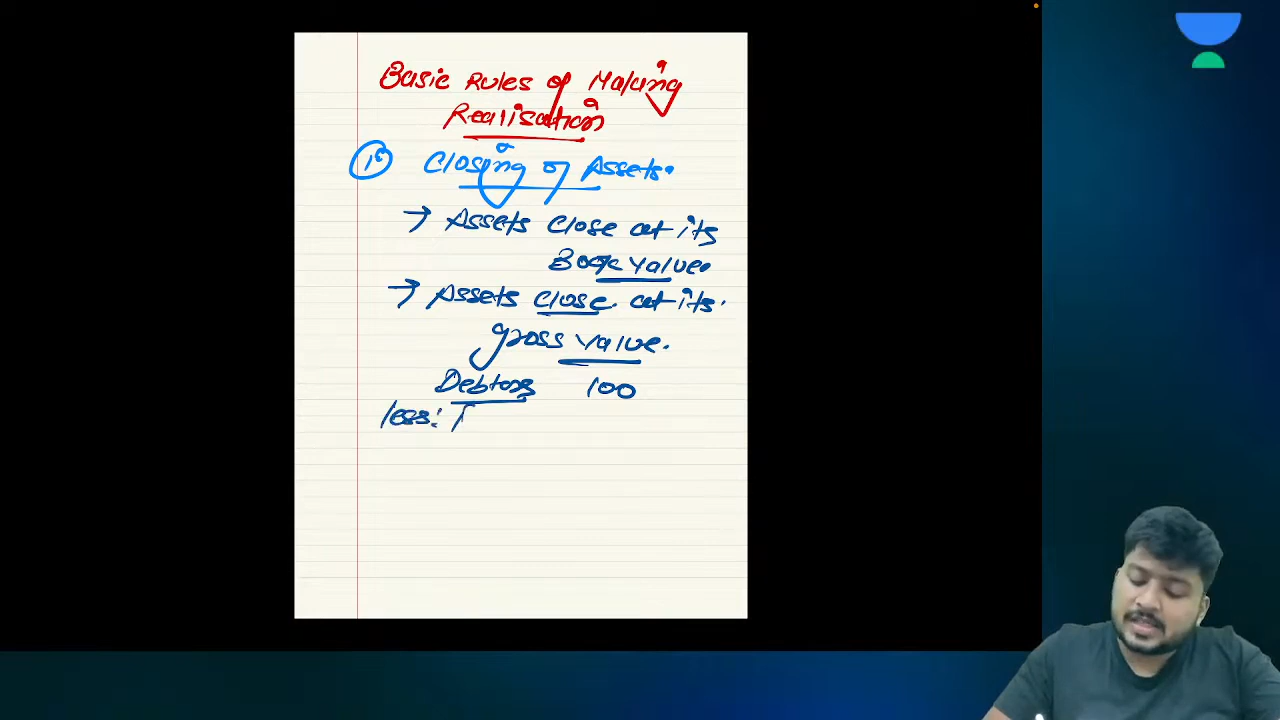 Basic Rules of Making
Realisation
1. Closing of Assets.
→ Assets Close at its
Book Value.
→ Assets Close at its.
gross Value.
Debtors 100
less: